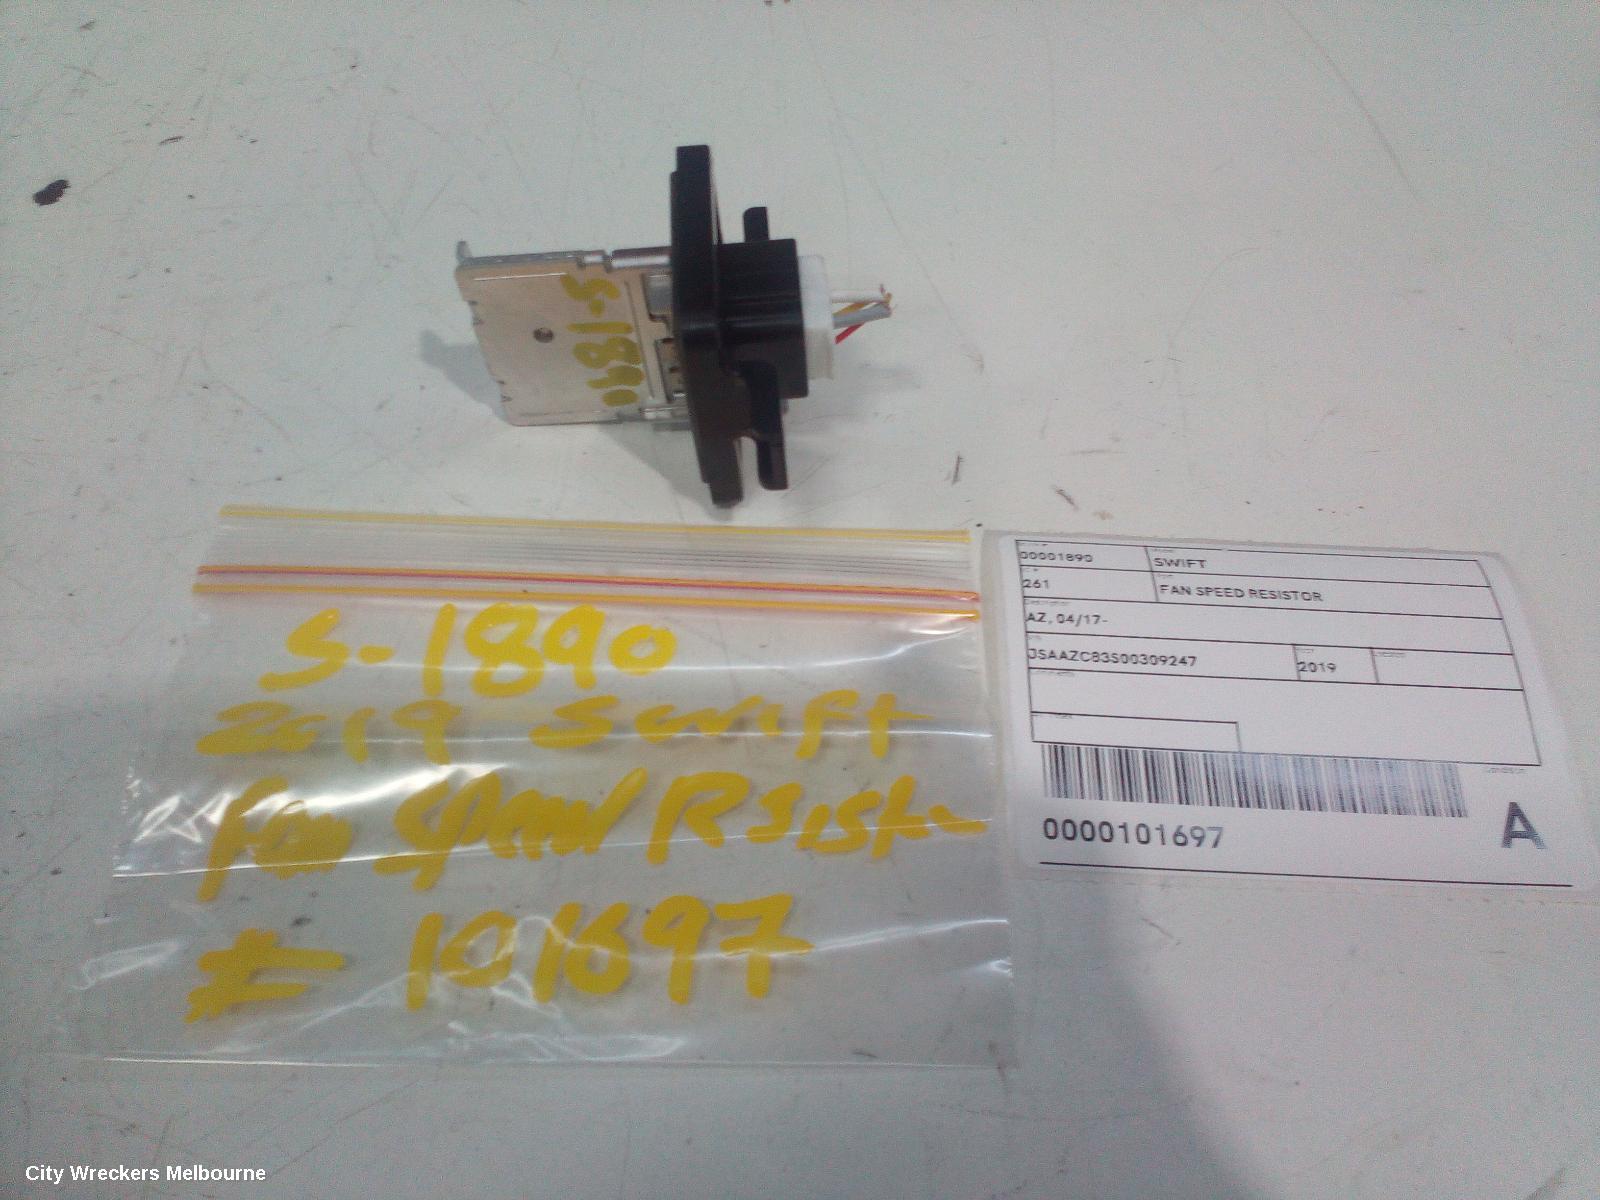 S-1890
00001890
SWIFT
261
FAN SPEED RESISTOR
AZ, 04/17-
JSAAZC83S00309247
2019
0000101697
A
S-1890
2019 Swift
Fan Speed Resistor
# 101697
City Wreckers Melbourne